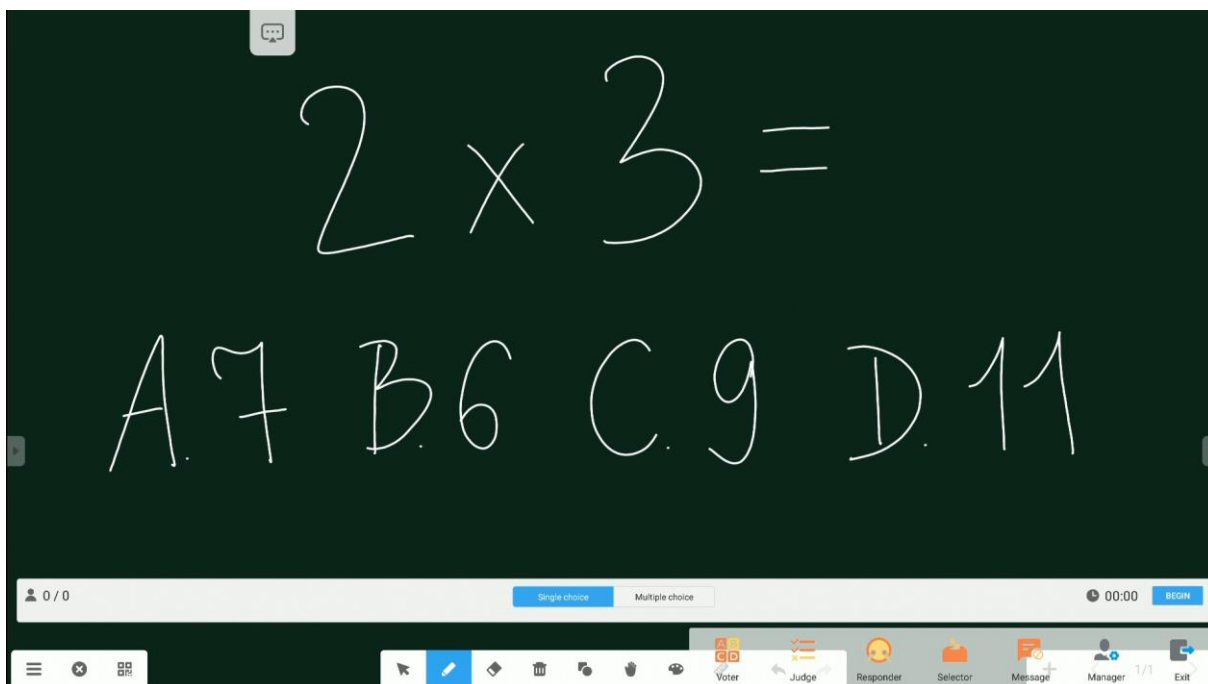 2 x 3 =
A. 7 B. 6 C. 9 D. 11
0 / 0 Single choice Multiple choice 00:00 BEGIN
A B C D
Voter Judge Responder Selector Message Manager 1/1 Exit